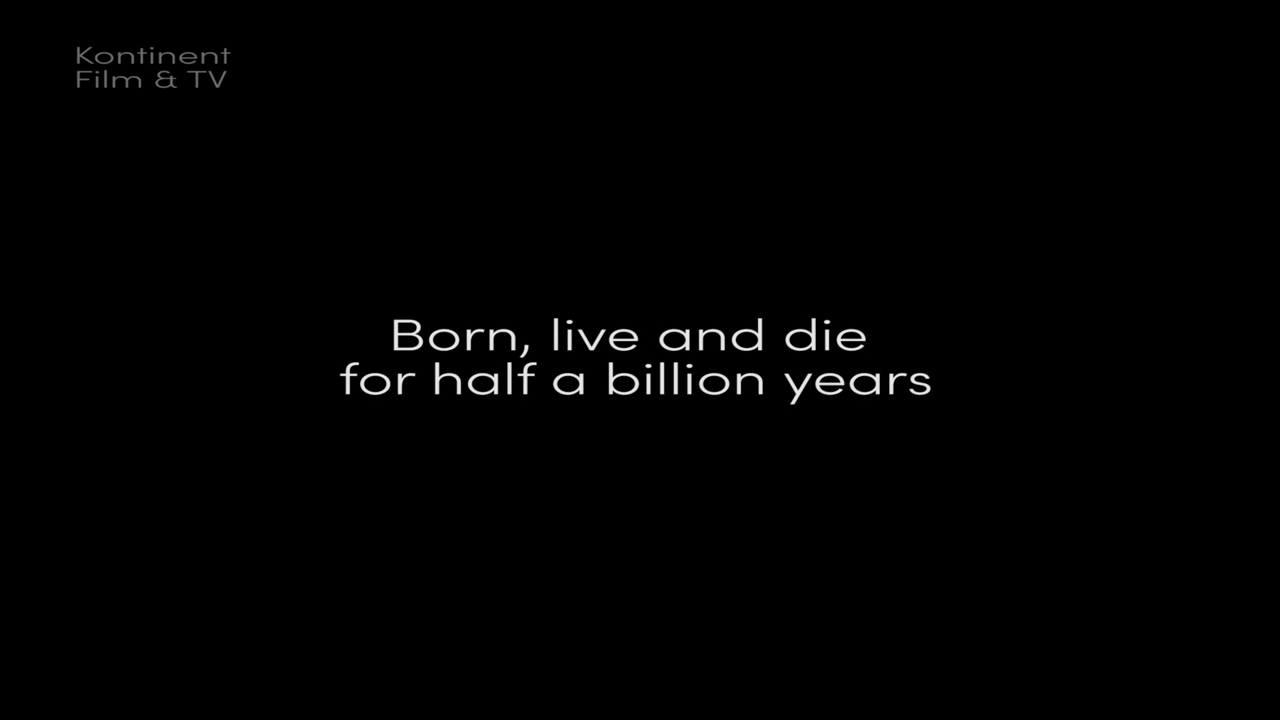 Kontinent
Film & TV
Born, live and die
for half a billion years